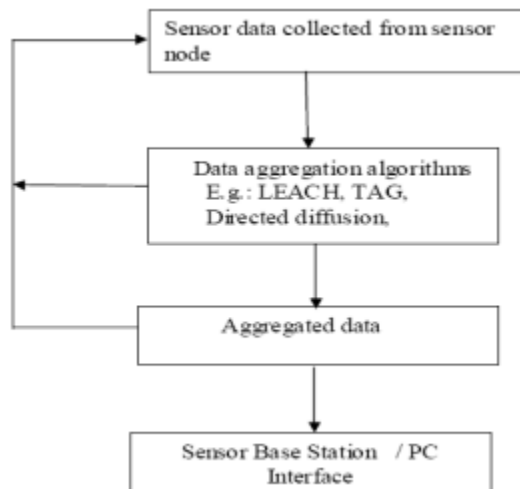 Sensor data collected from sensor
node
Data aggregation algorithms
E.g.: LEACH, TAG,
Directed diffusion,
Aggregated data
Sensor Base Station / PC
Interface